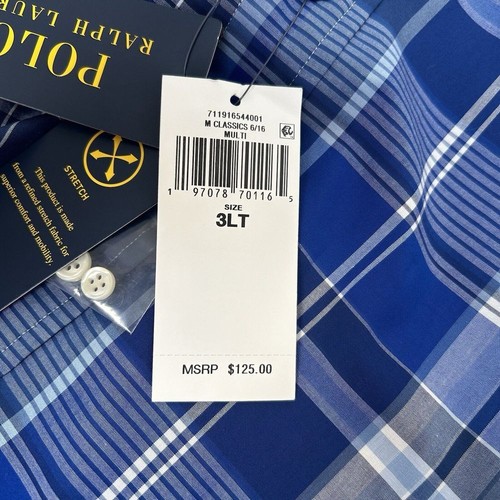 POLO
RALPH LAUR
STRETCH
This product is made
from a refined stretch fabric for
superior comfort and mobility.
711916544001
M CLASSICS 6/16
MULTI
1 97078 70116 5
SIZE
3LT
MSRP $125.00